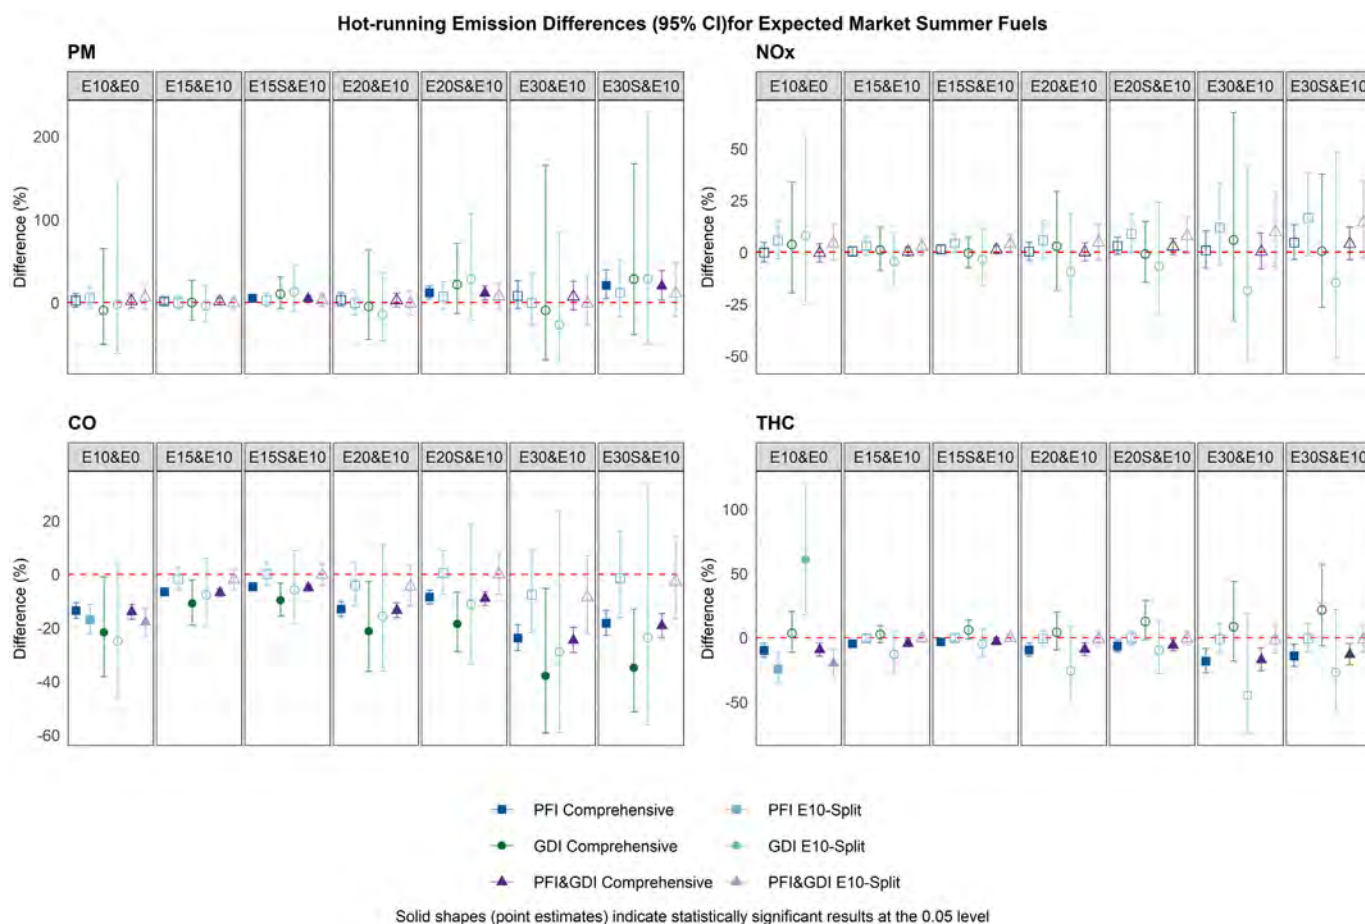 Hot-running Emission Differences (95% CI)for Expected Market Summer Fuels
PM
E10&E0 E15&E10 E15S&E10 E20&E10 E20S&E10 E30&E10 E30S&E10
Difference (%)
200
100
0
NOx
E10&E0 E15&E10 E15S&E10 E20&E10 E20S&E10 E30&E10 E30S&E10
Difference (%)
50
25
0
-25
-50
CO
E10&E0 E15&E10 E15S&E10 E20&E10 E20S&E10 E30&E10 E30S&E10
Difference (%)
20
0
-20
-40
-60
THC
E10&E0 E15&E10 E15S&E10 E20&E10 E20S&E10 E30&E10 E30S&E10
Difference (%)
100
50
0
-50
PFI Comprehensive PFI E10-Split
GDI Comprehensive GDI E10-Split
PFI&GDI Comprehensive PFI&GDI E10-Split
Solid shapes (point estimates) indicate statistically significant results at the 0.05 level